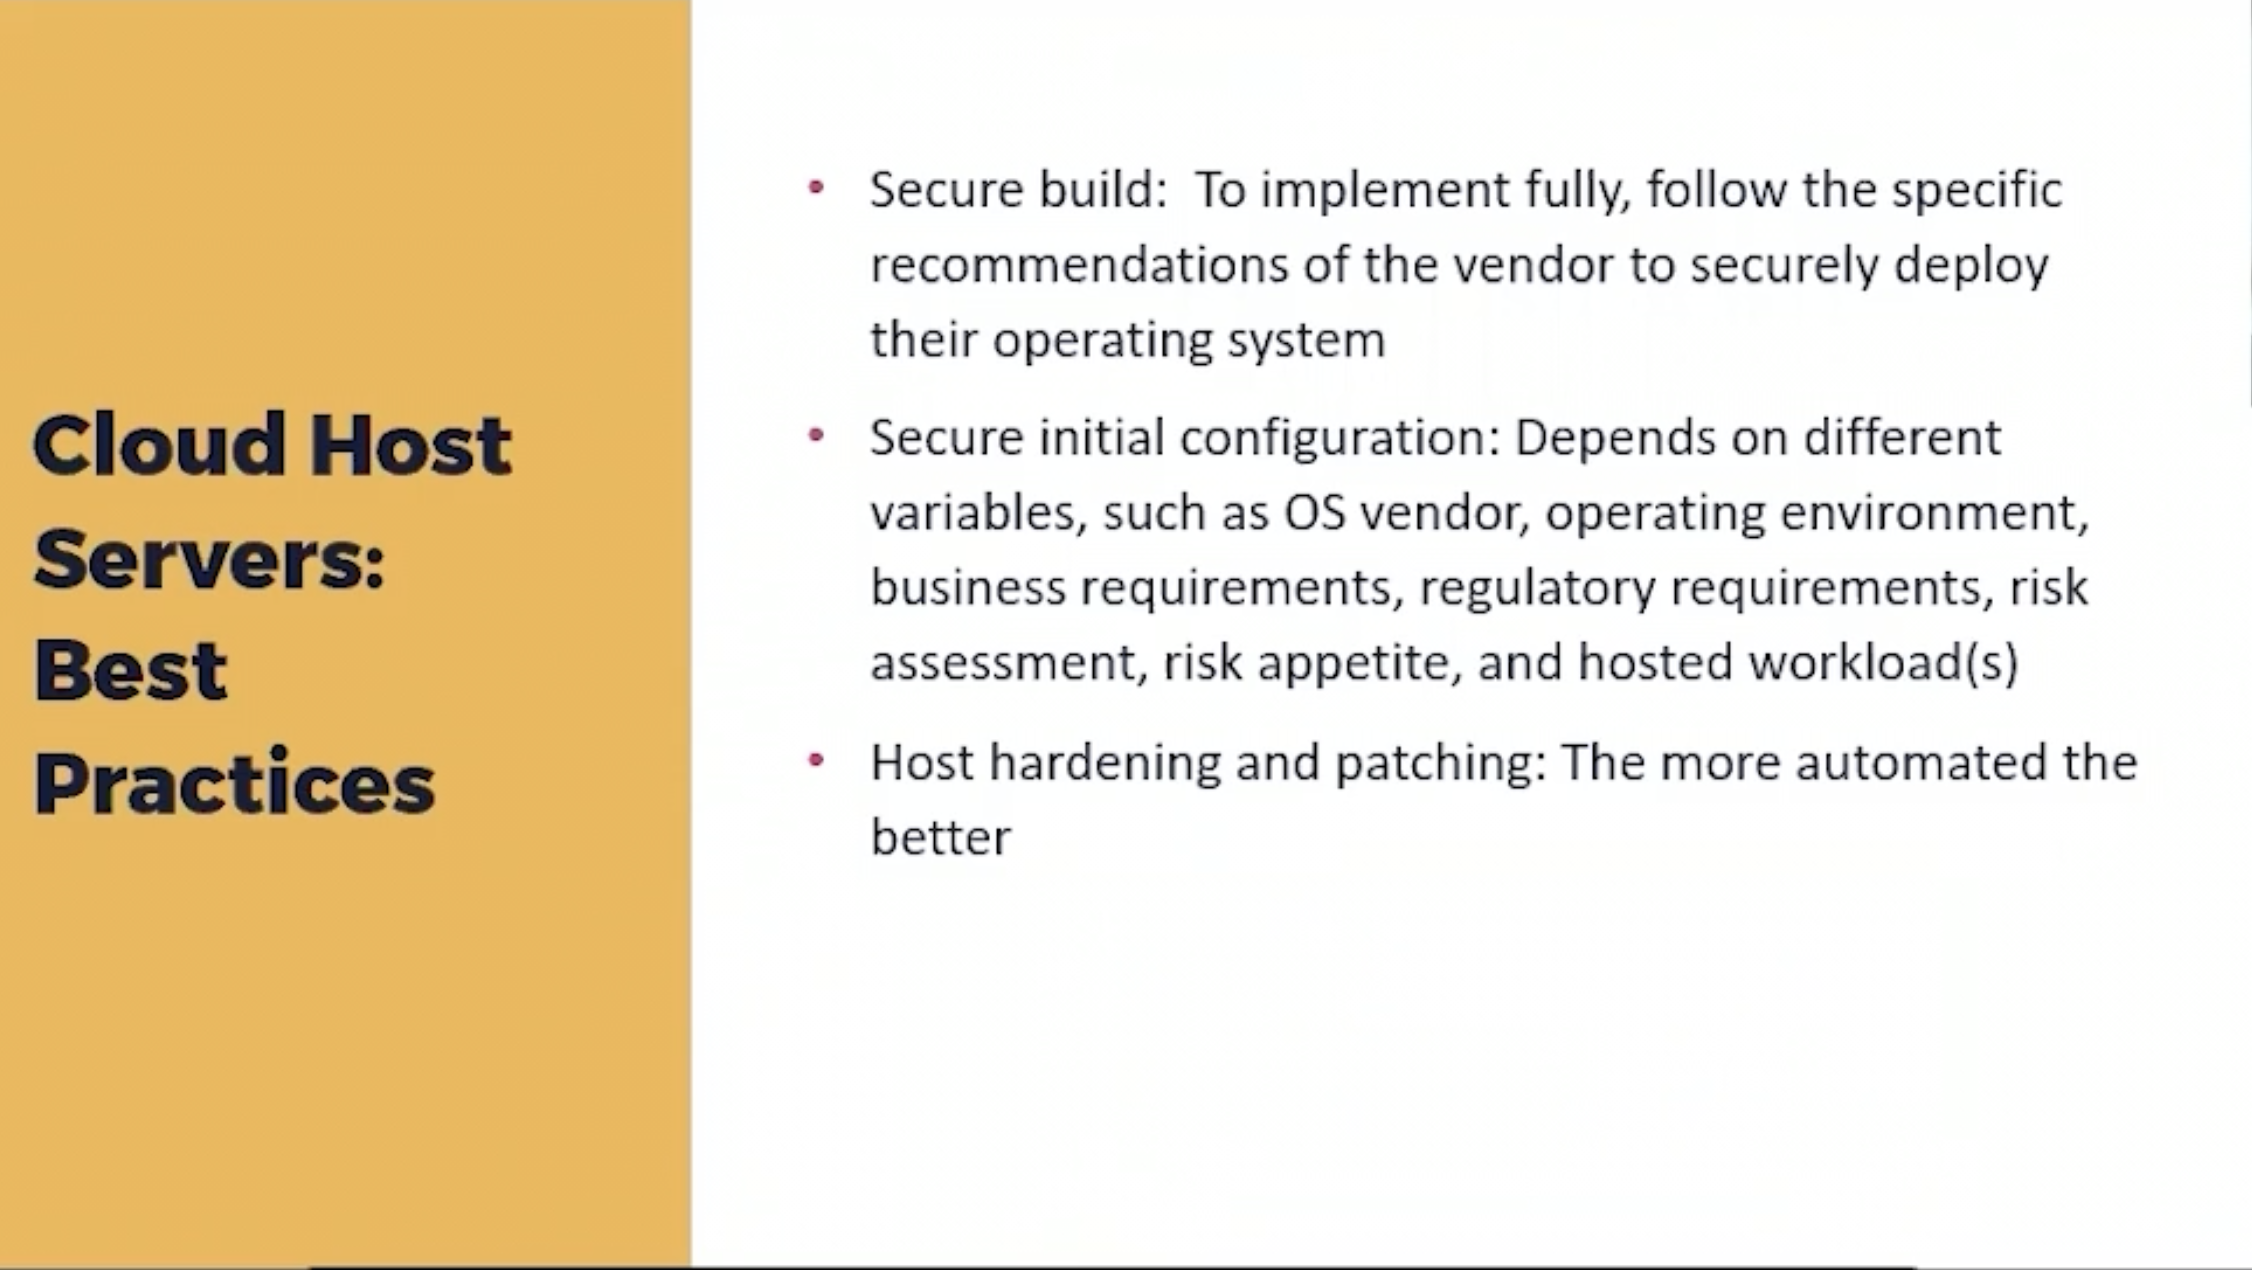 Cloud Host
Servers:
Best
Practices
• Secure build:  To implement fully, follow the specific
recommendations of the vendor to securely deploy
their operating system
• Secure initial configuration: Depends on different
variables, such as OS vendor, operating environment,
business requirements, regulatory requirements, risk
assessment, risk appetite, and hosted workload(s)
• Host hardening and patching: The more automated the
better